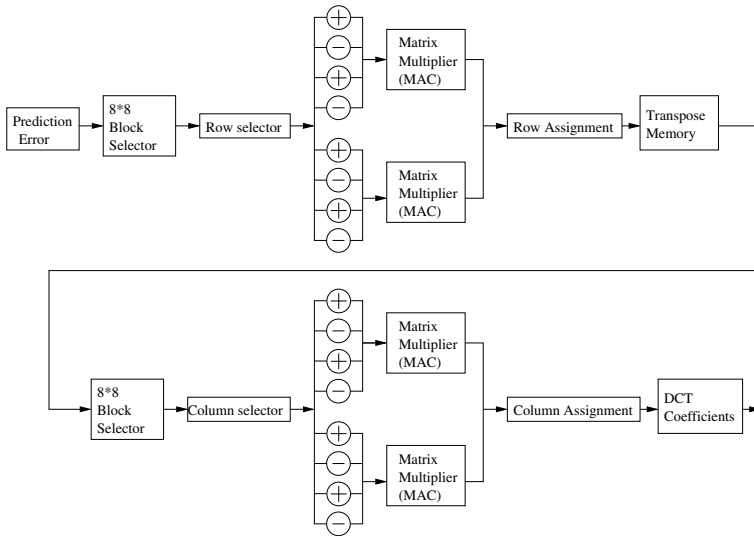 Prediction
Error
8*8
Block
Selector
Row selector
+
−
+
−
+
−
+
−
Matrix
Multiplier
(MAC)
Matrix
Multiplier
(MAC)
Row Assignment
Transpose
Memory
8*8
Block
Selector
Column selector
+
−
+
−
+
−
+
−
Matrix
Multiplier
(MAC)
Matrix
Multiplier
(MAC)
Column Assignment
DCT
Coefficients